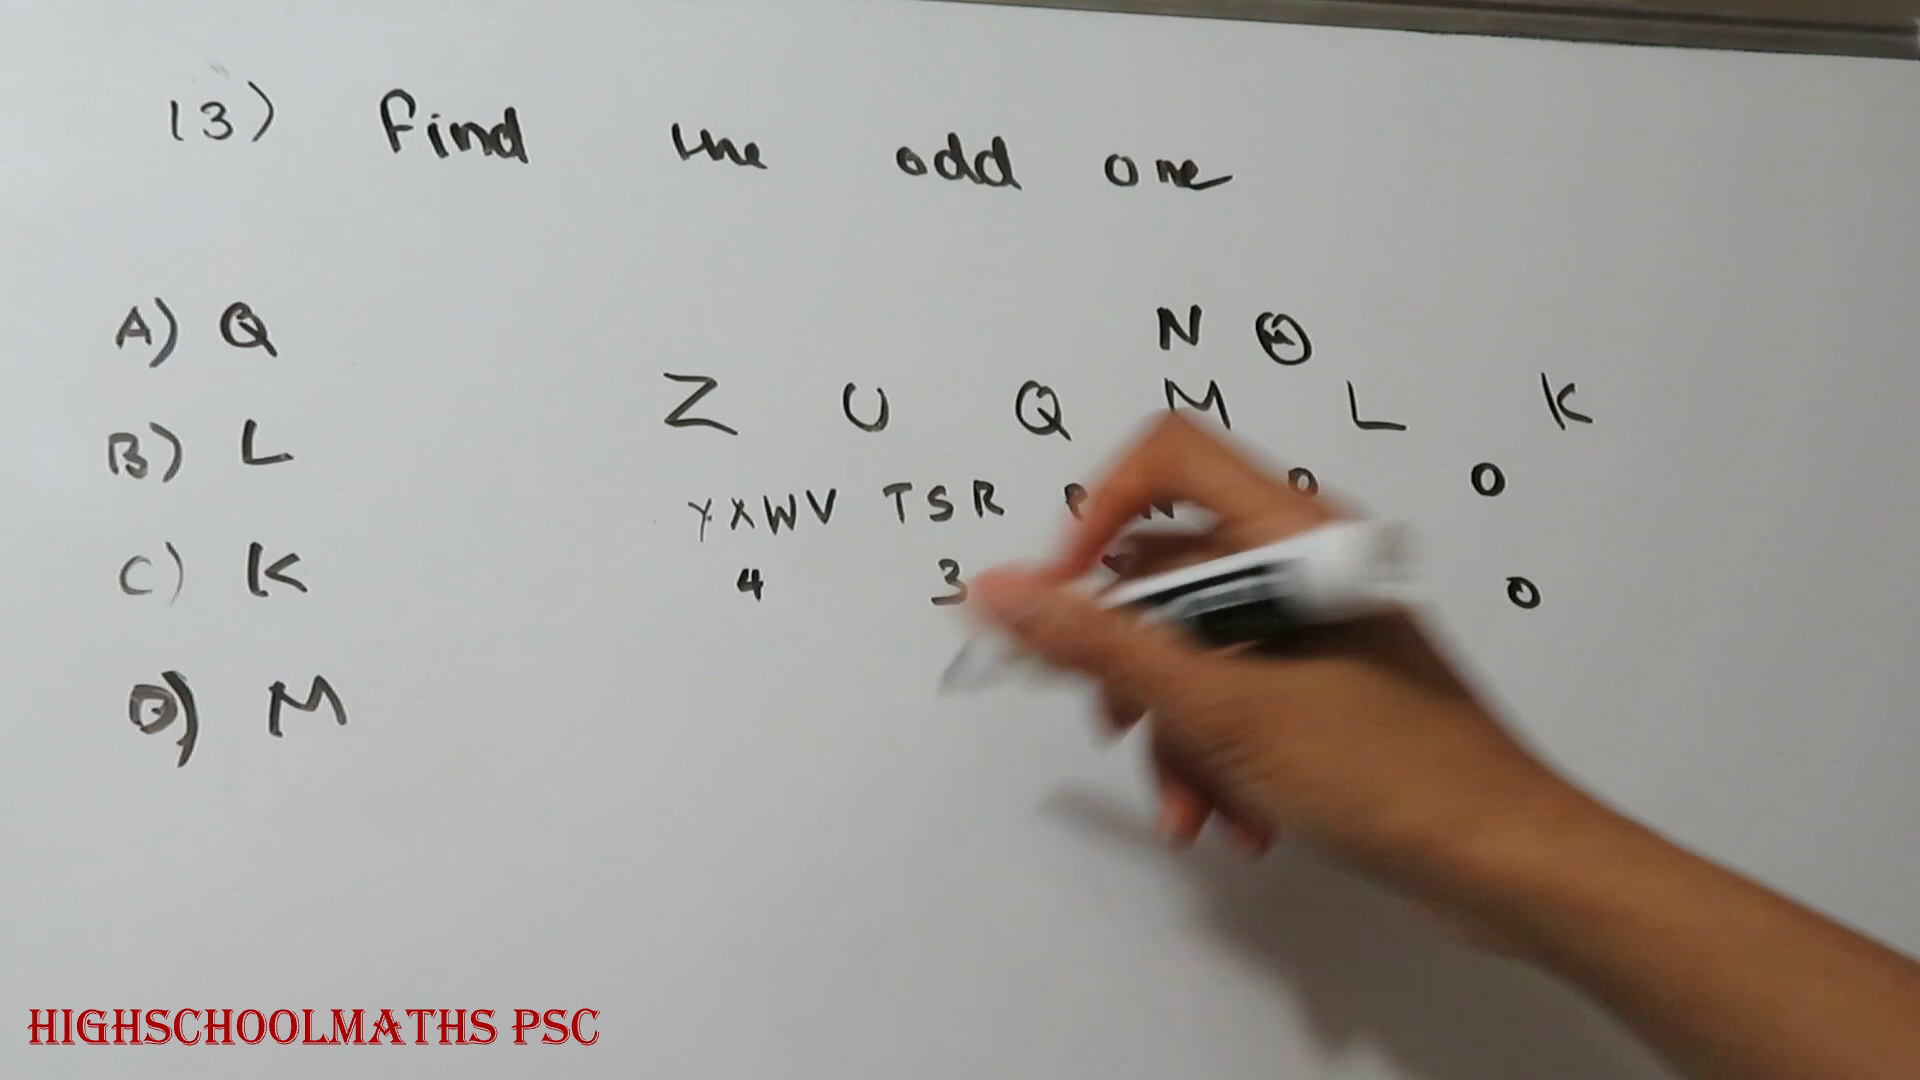 13) Find the odd one
A) Q
N M
Z U Q M L K
B) L
O O
Y X W V T S R P N
C) K
4 3 0
D) M
HIGHSCHOOLMATHS PSC